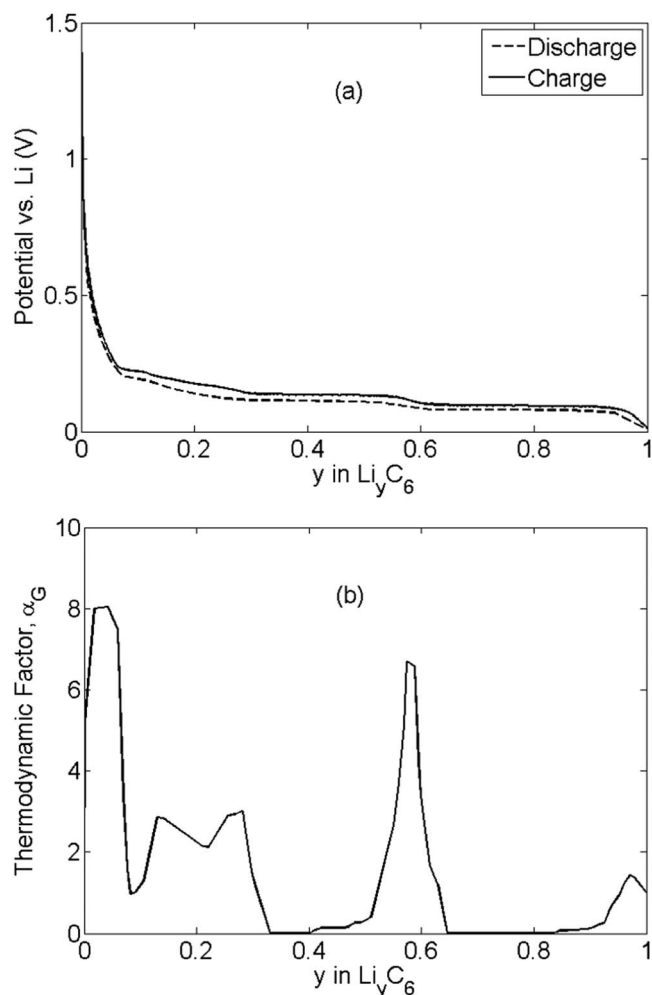 1.5
Discharge
Charge
(a)
1
Potential vs. Li (V)
0.5
0
0 0.2 0.4 0.6 0.8 1
y in LiyC6
10
(b)
8
Thermodynamic Factor, αG
6
4
2
0
0 0.2 0.4 0.6 0.8 1
y in LiyC6